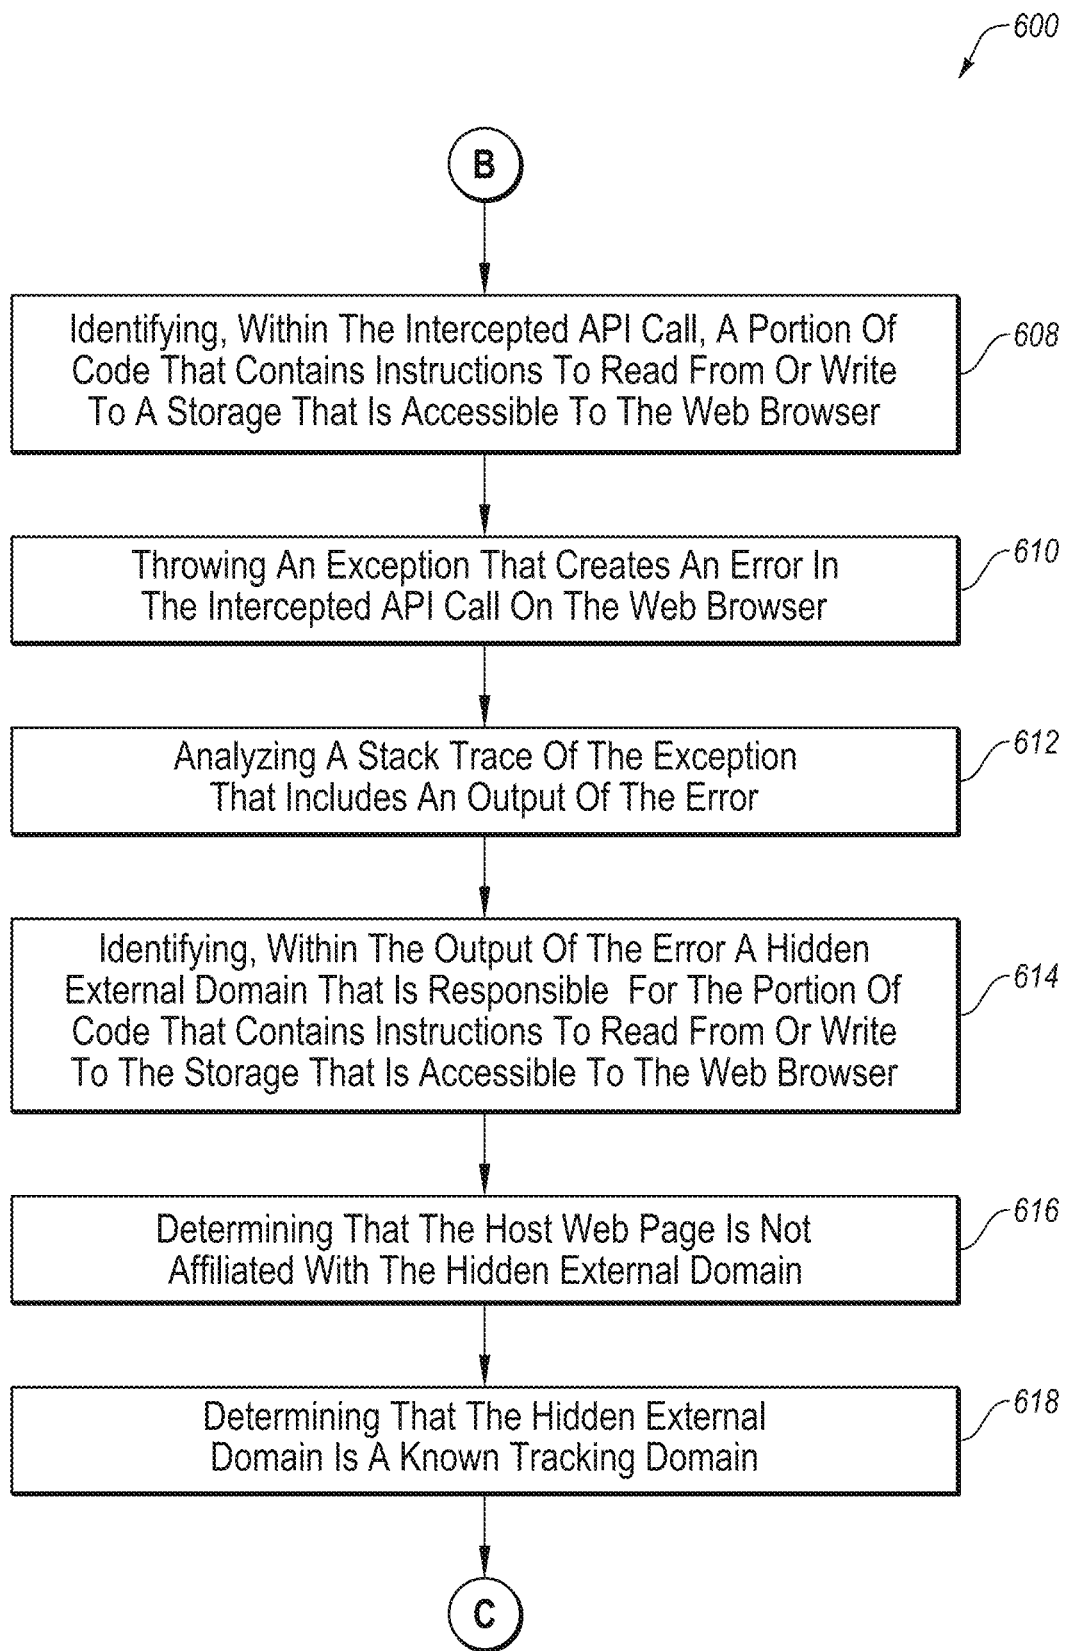 600
B
Identifying, Within The Intercepted API Call, A Portion Of
Code That Contains Instructions To Read From Or Write
To A Storage That Is Accessible To The Web Browser
608
Throwing An Exception That Creates An Error In
The Intercepted API Call On The Web Browser
610
Analyzing A Stack Trace Of The Exception
That Includes An Output Of The Error
612
Identifying, Within The Output Of The Error A Hidden
External Domain That Is Responsible For The Portion Of
Code That Contains Instructions To Read From Or Write
To The Storage That Is Accessible To The Web Browser
614
Determining That The Host Web Page Is Not
Affiliated With The Hidden External Domain
616
Determining That The Hidden External
Domain Is A Known Tracking Domain
618
C